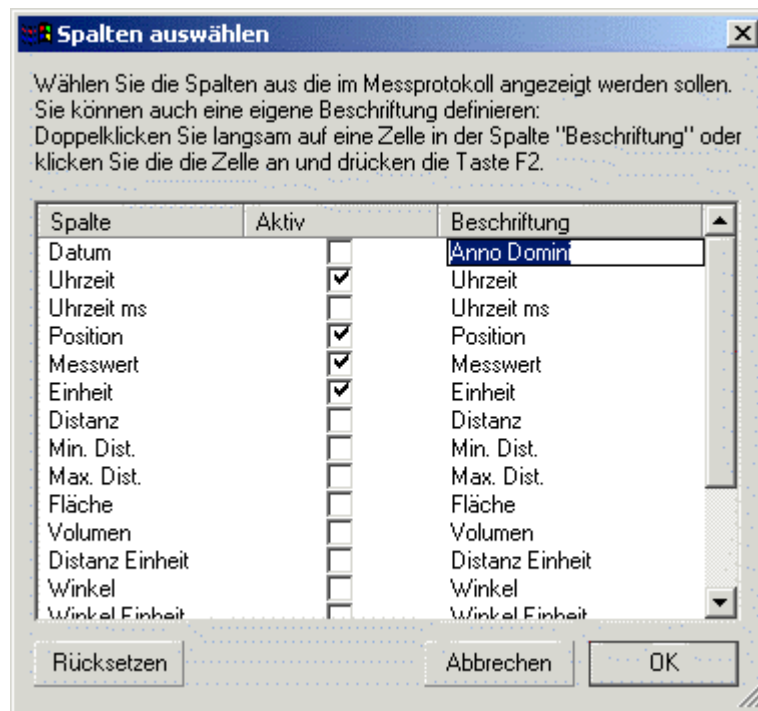 Spalten auswählen
Wählen Sie die Spalten aus die im Messprotokoll angezeigt werden sollen.
Sie können auch eine eigene Beschriftung definieren:
Doppelklicken Sie langsam auf eine Zelle in der Spalte "Beschriftung" oder
klicken Sie die die Zelle an und drücken die Taste F2.
Spalte Aktiv Beschriftung
Datum Anno Domini
Uhrzeit Uhrzeit
Uhrzeit ms Uhrzeit ms
Position Position
Messwert Messwert
Einheit Einheit
Distanz Distanz
Min. Dist. Min. Dist.
Max. Dist. Max. Dist.
Fläche Fläche
Volumen Volumen
Distanz Einheit Distanz Einheit
Winkel Winkel
Winkel Einheit Winkel Einheit
Rücksetzen Abbrechen OK